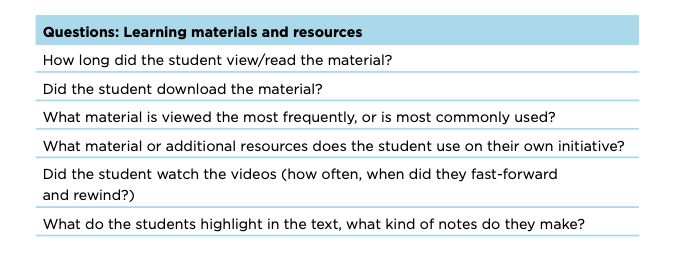 Questions: Learning materials and resources
How long did the student view/read the material?
Did the student download the material?
What material is viewed the most frequently, or is most commonly used?
What material or additional resources does the student use on their own initiative?
Did the student watch the videos (how often, when did they fast-forward
and rewind?)
What do the students highlight in the text, what kind of notes do they make?